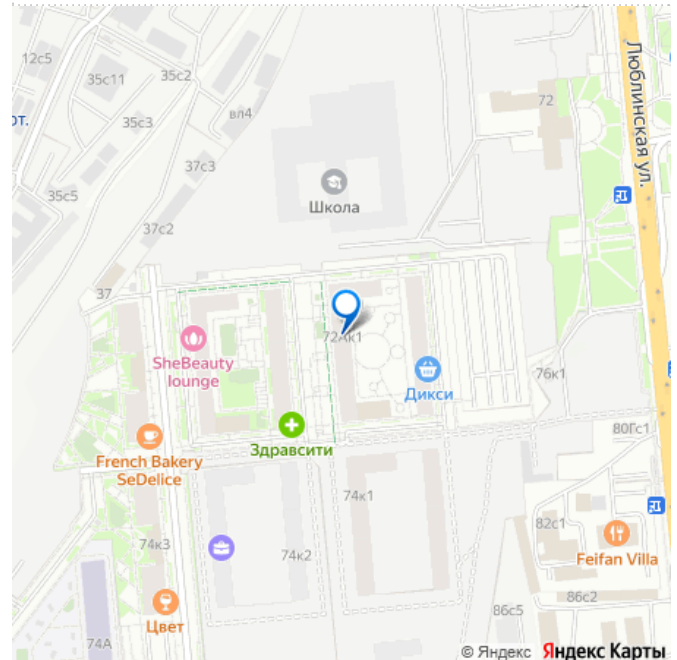 12с5
35с11
35с2
72
Люблинская ул.
от.
35с3
вл4
37с3
35с5
Школа
37с2
37
72Ак1
SheBeauty
lounge
Дикси
76к1
Здравсити
80Гс1
French Bakery
SeDelice
74к1
82с1
74к3
74к2
Feifan Villa
86с2
86с5
Цвет
74А
© Яндекс Яндекс Карты